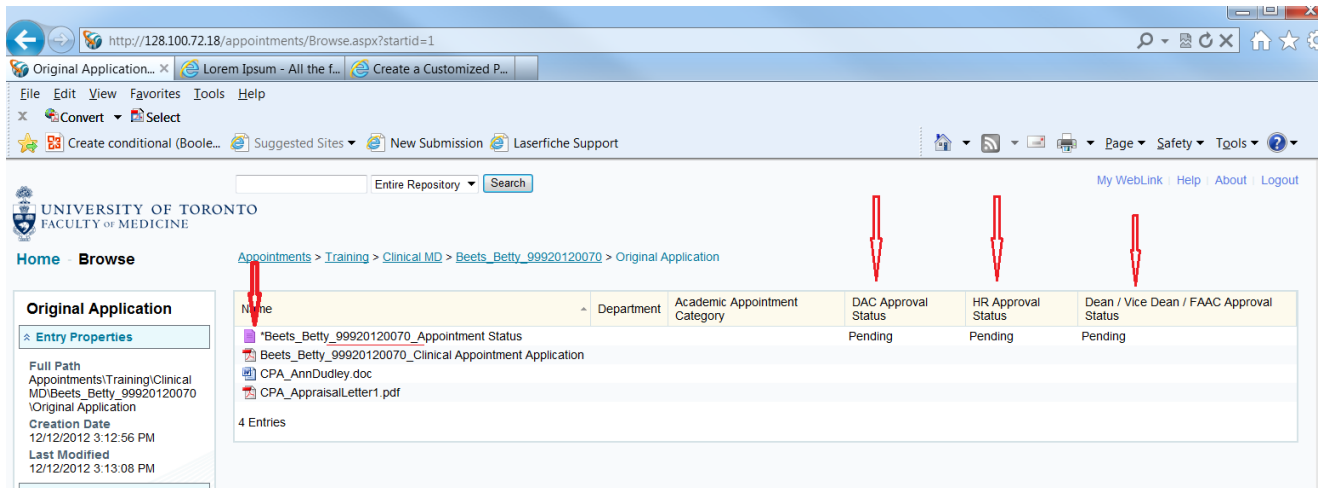 http://128.100.72.18/appointments/Browse.aspx?startid=1
Original Application... Lorem Ipsum - All the f... Create a Customized P...
File Edit View Favorites Tools Help
x Convert Select
Create conditional (Boole... Suggested Sites New Submission Laserfiche Support Page Safety Tools
Entire Repository Search My WebLink Help About Logout
UNIVERSITY OF TORONTO
FACULTY OF MEDICINE
Home Browse Appointments > Training > Clinical MD > Beets_Betty_99920120070 > Original Application
Original Application
Entry Properties
Full Path
Appointments\Training\Clinical
MD\Beets_Betty_99920120070
\Original Application
Creation Date
12/12/2012 3:12:56 PM
Last Modified
12/12/2012 3:13:08 PM
Name Department Academic Appointment Category DAC Approval Status HR Approval Status Dean / Vice Dean / FAAC Approval Status
*Beets_Betty_99920120070_Appointment Status Pending Pending Pending
Beets_Betty_99920120070_Clinical Appointment Application
CPA_AnnDudley.doc
CPA_AppraisalLetter1.pdf
4 Entries